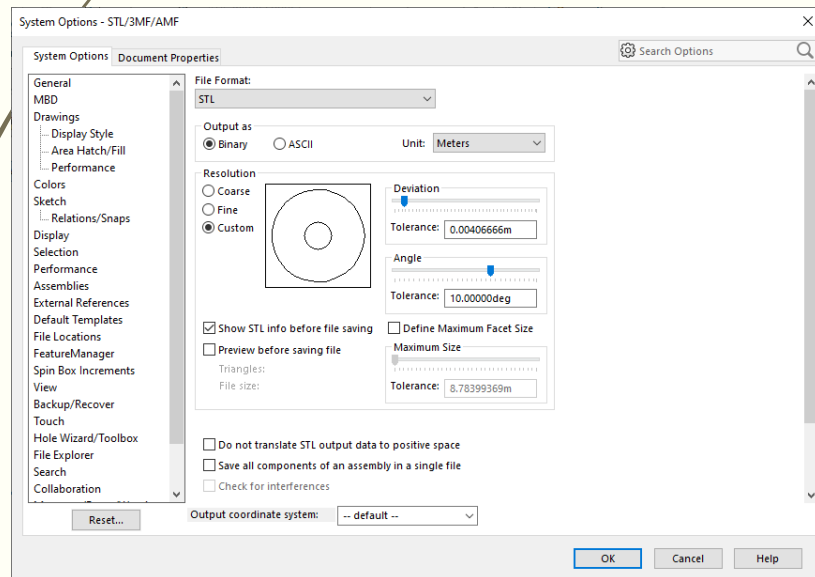 System Options - STL/3MF/AMF
System Options
Document Properties
Search Options
General
MBD
Drawings
Display Style
Area Hatch/Fill
Performance
Colors
Sketch
Relations/Snaps
Display
Selection
Performance
Assemblies
External References
Default Templates
File Locations
FeatureManager
Spin Box Increments
View
Backup/Recover
Touch
Hole Wizard/Toolbox
File Explorer
Search
Collaboration
Reset...
File Format:
STL
Output as
Binary
ASCII
Unit: Meters
Resolution
Coarse
Fine
Custom
Deviation
Tolerance: 0.00406666m
Angle
Tolerance: 10.00000deg
Show STL info before file saving
Define Maximum Facet Size
Preview before saving file
Triangles:
File size:
Maximum Size
Tolerance: 8.78399369m
Do not translate STL output data to positive space
Save all components of an assembly in a single file
Check for interferences
Output coordinate system: -- default --
OK
Cancel
Help